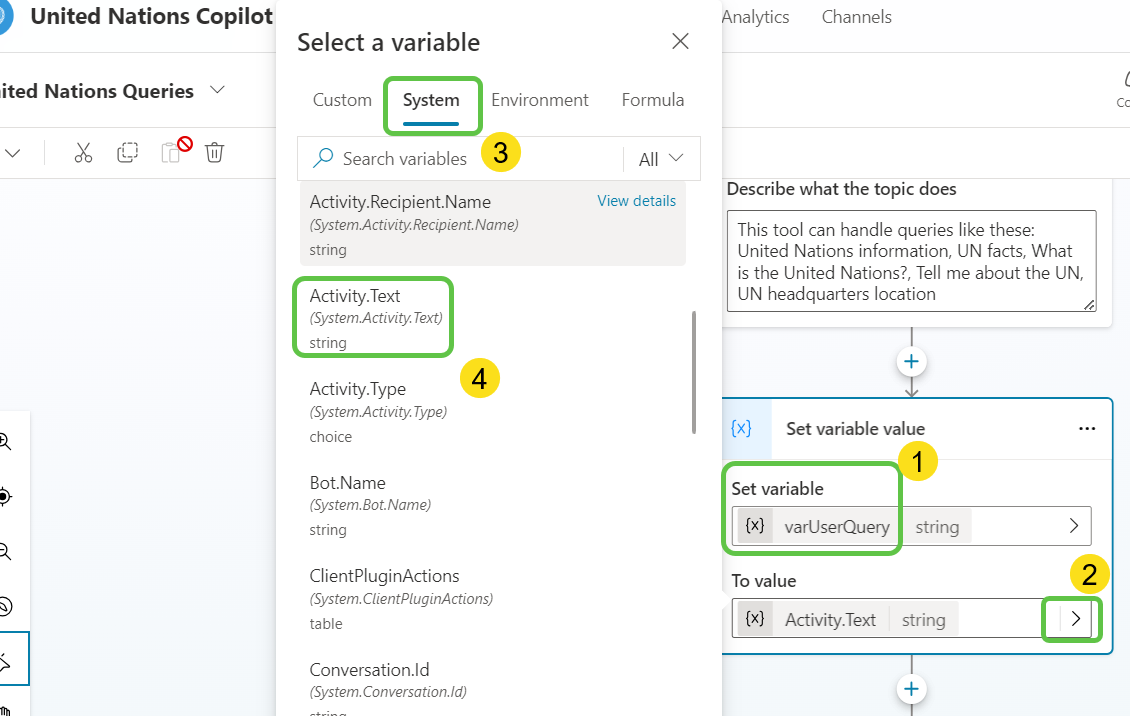 United Nations Copilot
Analytics
Channels
ited Nations Queries
Select a variable
Custom
System
Environment
Formula
3
Search variables
All
Activity.Recipient.Name
View details
(System.Activity.Recipient.Name)
string
Activity.Text
(System.Activity.Text)
string
4
Activity.Type
(System.Activity.Type)
choice
Bot.Name
(System.Bot.Name)
string
ClientPluginActions
(System.ClientPluginActions)
table
Conversation.Id
(System.Conversation.Id)
string
Co
Describe what the topic does
This tool can handle queries like these:
United Nations information, UN facts, What
is the United Nations?, Tell me about the UN,
UN headquarters location
{x}
Set variable value
1
Set variable
{x} varUserQuery string
2
To value
{x} Activity.Text string